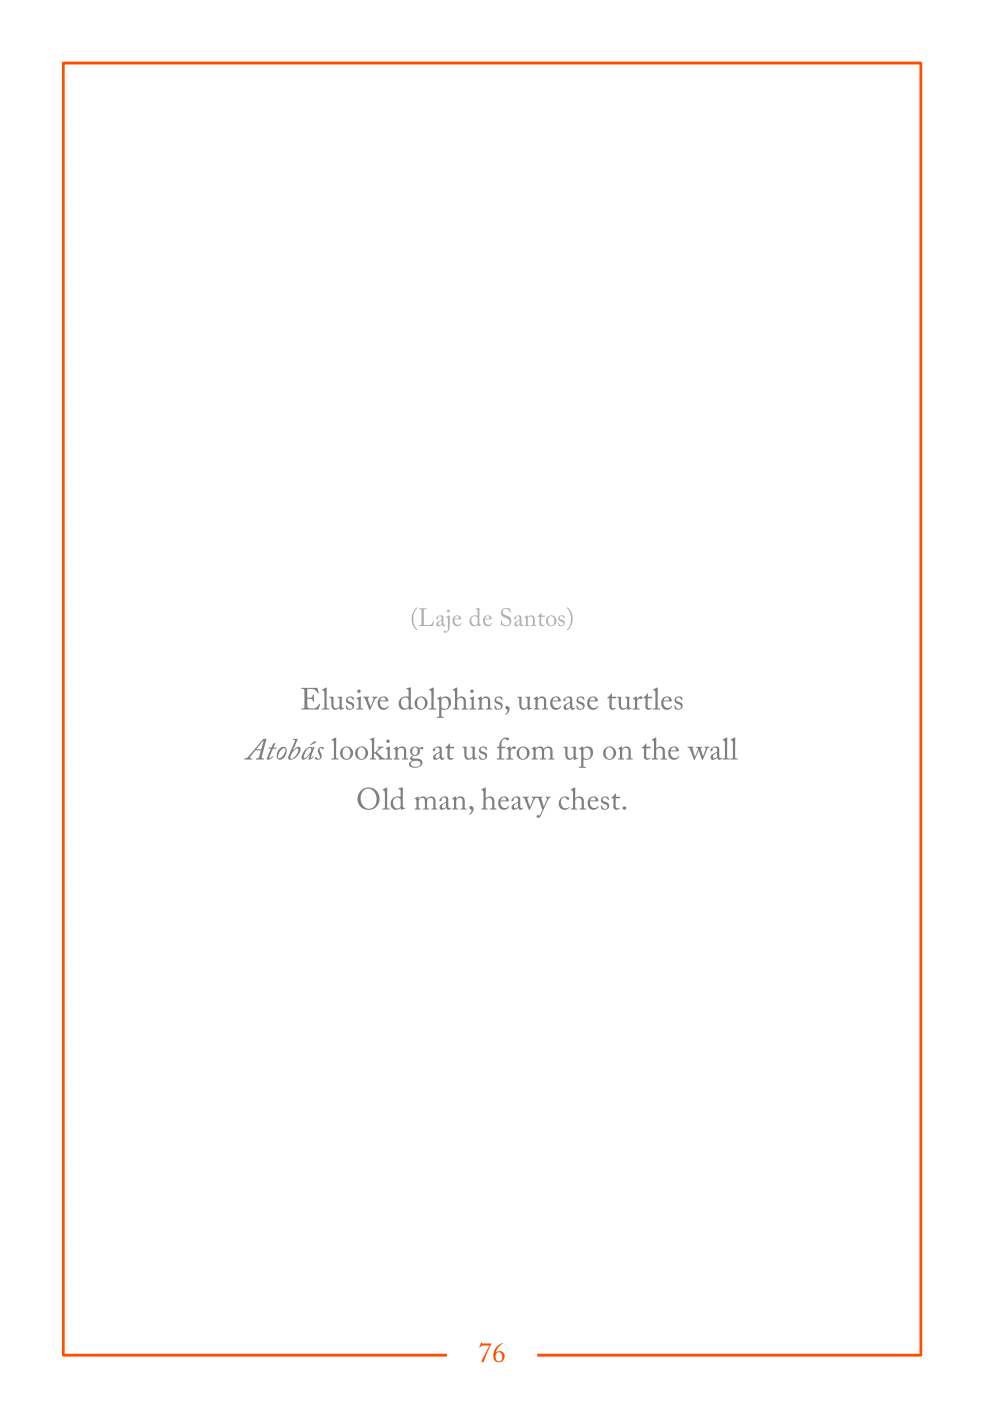 (Laje de Santos)
Elusive dolphins, unease turtles
Atobás looking at us from up on the wall
Old man, heavy chest.
76